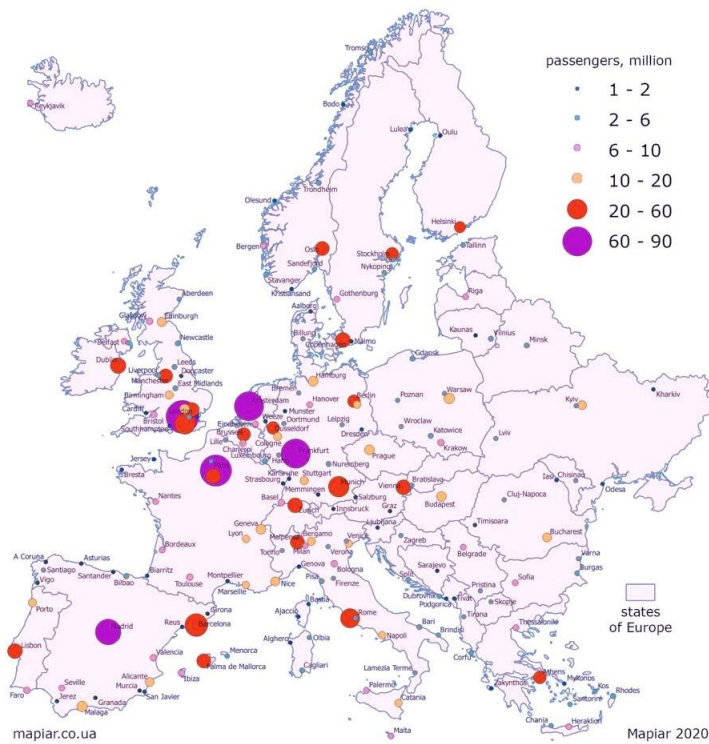 passengers, million
1 - 2
2 - 6
6 - 10
10 - 20
20 - 60
60 - 90
Tromso
Reykjavik
Bodo
Lulea
Oulu
Trondheim
Olesund
Helsinki
Tallinn
Bergen
Oslo
Stockholm
Sandefjord
Nykoping
Stavanger
Kristiansand
Gothenburg
Riga
Aberdeen
Aalborg
Glasgow
Edinburgh
Billund
Copenhagen
Malmo
Kaunas
Vilnius
Minsk
Belfast
Newcastle
Gdansk
Dublin
Leeds
Liverpool
Doncaster
Manchester
East Midlands
Hamburg
Bremen
Birmingham
Amsterdam
Hanover
Berlin
Poznan
Warsaw
Kyiv
Kharkiv
Cardiff
London
Munster
Bristol
Eindhoven
Weeze
Dortmund
Leipzig
Southhampton
Brussels
Dusseldorf
Dresden
Wroclaw
Katowice
Lviv
Lille
Cologne
Krakow
Charleroi
Luxembourg
Hahn
Frankfurt
Prague
Jersey
Paris
Nuremberg
Bresta
Karlsruhe
Stuttgart
Strasbourg
Munich
Vienna
Bratislava
Memmingen
Salzburg
Iasi
Chisinau
Odesa
Nantes
Basel
Zurich
Innsbruck
Graz
Budapest
Cluj-Napoca
Geneva
Ljubljana
Timisoara
Lyon
Malpensa
Bergamo
Venice
Zagreb
Bucharest
Bordeaux
Torino
Milan
Verona
Belgrade
A Coruna
Asturias
Genova
Bologna
Sarajevo
Varna
Santiago
Santander
Biarritz
Montpellier
Nice
Pisa
Firenze
Split
Pristina
Sofia
Burgas
Vigo
Bilbao
Toulouse
Marseille
Bastia
Dubrovnik
Tivat
Skopje
states
of Europe
Porto
Girona
Ajaccio
Podgorica
Tirana
Madrid
Reus
Barcelona
Rome
Bari
Thessaloniki
Alghero
Olbia
Napoli
Brindisi
Lisbon
Valencia
Menorca
Corfu
Palma de Mallorca
Cagliari
Lamezia Terme
Athens
Ibiza
Mykonos
Seville
Alicante
Palermo
Zakynthos
Kos
Rhodes
Faro
Murcia
San Javier
Santorini
Jerez
Granada
Catania
Malaga
Chania
Heraklion
Malta
mapiar.co.ua
Mapiar 2020